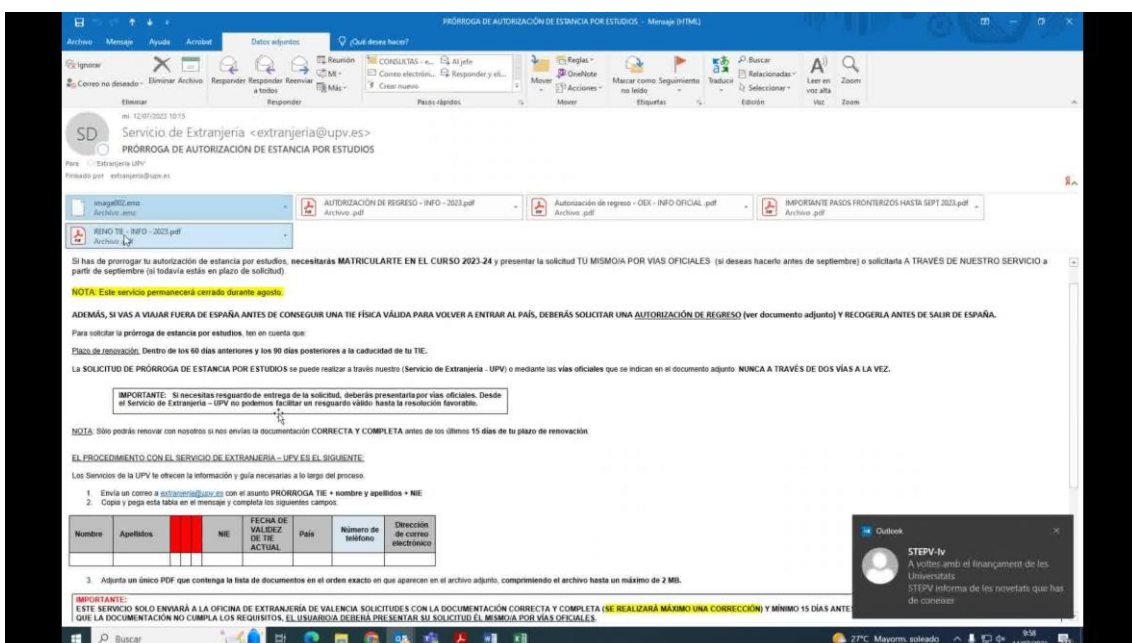 PRÓRROGA DE AUTORIZACIÓN DE ESTANCIA POR ESTUDIOS - Mensaje (HTML)
Archivo Mensaje Ayuda Acrobat Datos adjuntos ¿Qué desea hacer?
Ignorar
Correo no deseado
Eliminar Archivo
Responder Responder a todos Reenviar
Reunión
MI
Más
CONSULTAS - e... Al jefe
Correo electróni... Responder y eli...
Crear nuevo
Mover
Reglas
OneNote
Acciones
Marcar como no leído Seguimiento
Traducir
Buscar
Relacionadas
Seleccionar
Leer en voz alta
Zoom
Eliminar Responder Pasos rápidos Mover Etiquetas Edición Voz Zoom
mi. 12/07/2023 10:15
SD
Servicio de Extranjería <extranjeria@upv.es>
PRÓRROGA DE AUTORIZACIÓN DE ESTANCIA POR ESTUDIOS
Para 'Extranjería UPV'
extranjeria@upv.es
image002.emz
Archivo .emz
AUTORIZACIÓN DE REGRESO - INFO - 2023.pdf
Archivo .pdf
Autorización de regreso - OEX - INFO OFICIAL .pdf
Archivo .pdf
IMPORTANTE PASOS FRONTERIZOS HASTA SEPT 2023.pdf
Archivo .pdf
RENO TIE - INFO - 2023.pdf
Archivo .pdf
Si has de prorrogar tu autorización de estancia por estudios, necesitarás MATRICULARTE EN EL CURSO 2023-24 y presentar la solicitud TÚ MISMO/A POR VÍAS OFICIALES (si deseas hacerlo antes de septiembre) o solicitarla A TRAVÉS DE NUESTRO SERVICIO a
partir de septiembre (si todavía estás en plazo de solicitud).
NOTA: Este servicio permanecerá cerrado durante agosto.
ADEMÁS, SI VAS A VIAJAR FUERA DE ESPAÑA ANTES DE CONSEGUIR UNA TIE FÍSICA VÁLIDA PARA VOLVER A ENTRAR AL PAÍS, DEBERÁS SOLICITAR UNA AUTORIZACIÓN DE REGRESO (ver documento adjunto) Y RECOGERLA ANTES DE SALIR DE ESPAÑA.
Para solicitar la prórroga de estancia por estudios, ten en cuenta que:
Plazo de renovación: Dentro de los 60 días anteriores y los 90 días posteriores a la caducidad de tu TIE.
La SOLICITUD DE PRÓRROGA DE ESTANCIA POR ESTUDIOS se puede realizar a través nuestro (Servicio de Extranjería - UPV) o mediante las vías oficiales que se indican en el documento adjunto. NUNCA A TRAVÉS DE DOS VÍAS A LA VEZ.
IMPORTANTE: Si necesitas resguardo de entrega de la solicitud, deberás presentarla por vías oficiales. Desde
el Servicio de Extranjería – UPV no podemos facilitar un resguardo válido hasta la resolución favorable.
NOTA: Sólo podrás renovar con nosotros si nos envías la documentación CORRECTA Y COMPLETA antes de los últimos 15 días de tu plazo de renovación.
EL PROCEDIMIENTO CON EL SERVICIO DE EXTRANJERÍA – UPV ES EL SIGUIENTE:
Los Servicios de la UPV te ofrecen la información y guía necesarias a lo largo del proceso.
1. Envía un correo a extranjeria@upv.es con el asunto PRÓRROGA TIE + nombre y apellidos + NIE
2. Copia y pega esta tabla en el mensaje y completa los siguientes campos:
Nombre Apellidos NIE FECHA DE VALIDEZ DE TIE ACTUAL País Número de teléfono Dirección de correo electrónico
3. Adjunta un único PDF que contenga la lista de documentos en el orden exacto en que aparecen en el archivo adjunto, comprimiendo el archivo hasta un máximo de 2 MB.
IMPORTANTE:
ESTE SERVICIO SOLO ENVIARÁ A LA OFICINA DE EXTRANJERÍA DE VALENCIA SOLICITUDES CON LA DOCUMENTACIÓN CORRECTA Y COMPLETA (SE REALIZARÁ MÁXIMO UNA CORRECCIÓN) Y MÍNIMO 15 DÍAS ANTE
QUE LA DOCUMENTACIÓN NO CUMPLA LOS REQUISITOS, EL USUARIO/A DEBERÁ PRESENTAR SU SOLICITUD ÉL MISMO/A POR VÍAS OFICIALES.
Outlook
STEPV-Iv
A voltes amb el finançament de les
Universitats
STEPV informa de les novetats que has
de conéixer
Buscar
27°C Mayorm. soleado
9:58